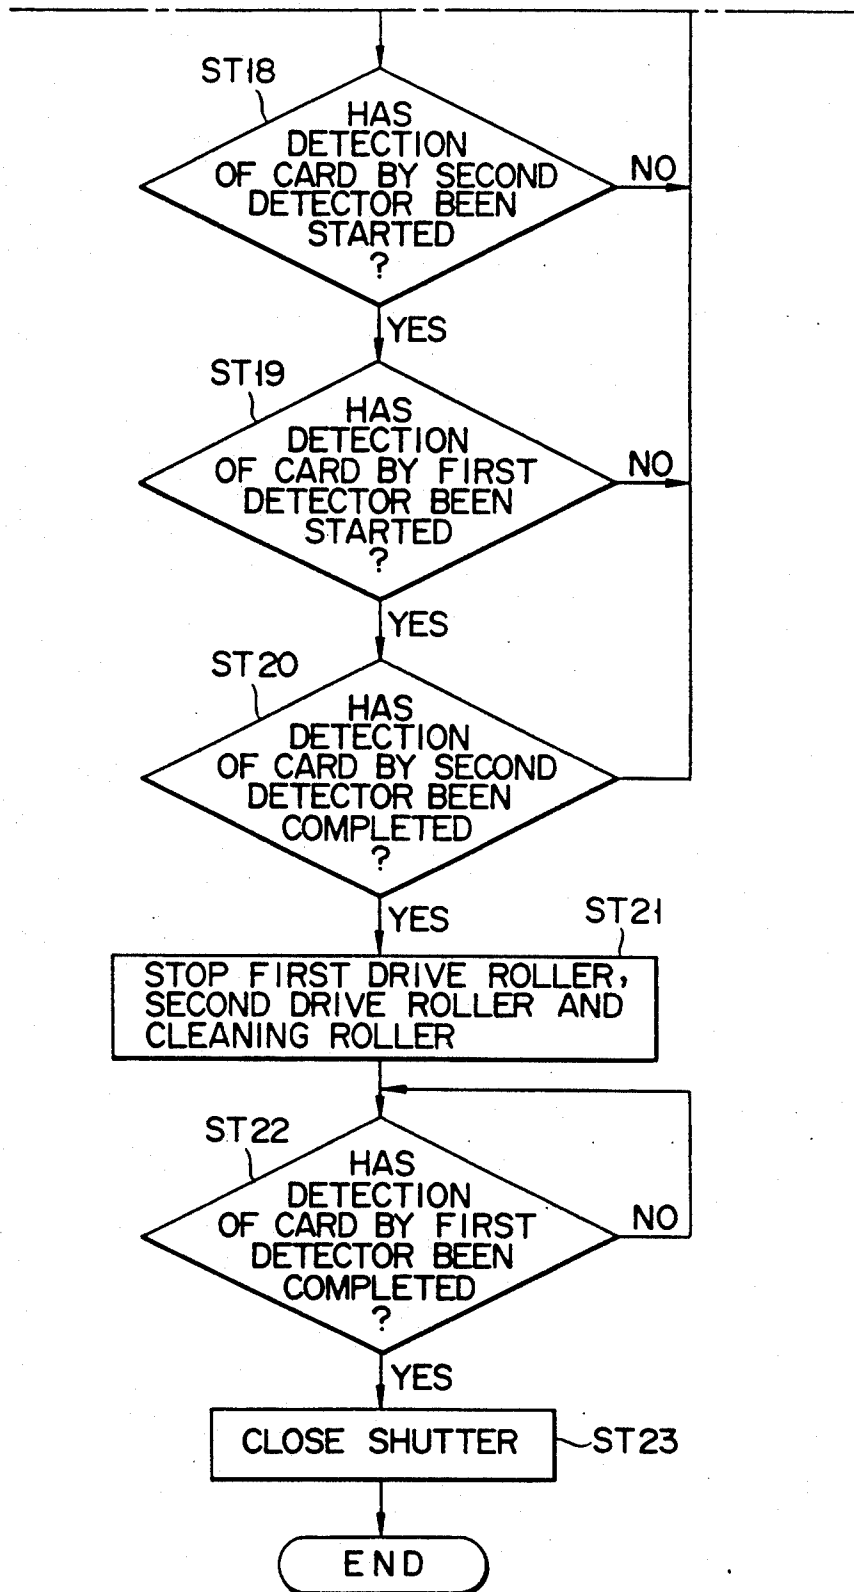 ST18
HAS
DETECTION
OF CARD BY SECOND
DETECTOR BEEN
STARTED
?
NO
YES
ST19
HAS
DETECTION
OF CARD BY FIRST
DETECTOR BEEN
STARTED
?
NO
YES
ST20
HAS
DETECTION
OF CARD BY SECOND
DETECTOR BEEN
COMPLETED
?
YES
ST21
STOP FIRST DRIVE ROLLER,
SECOND DRIVE ROLLER AND
CLEANING ROLLER
ST22
HAS
DETECTION
OF CARD BY FIRST
DETECTOR BEEN
COMPLETED
?
NO
YES
CLOSE SHUTTER
ST23
END